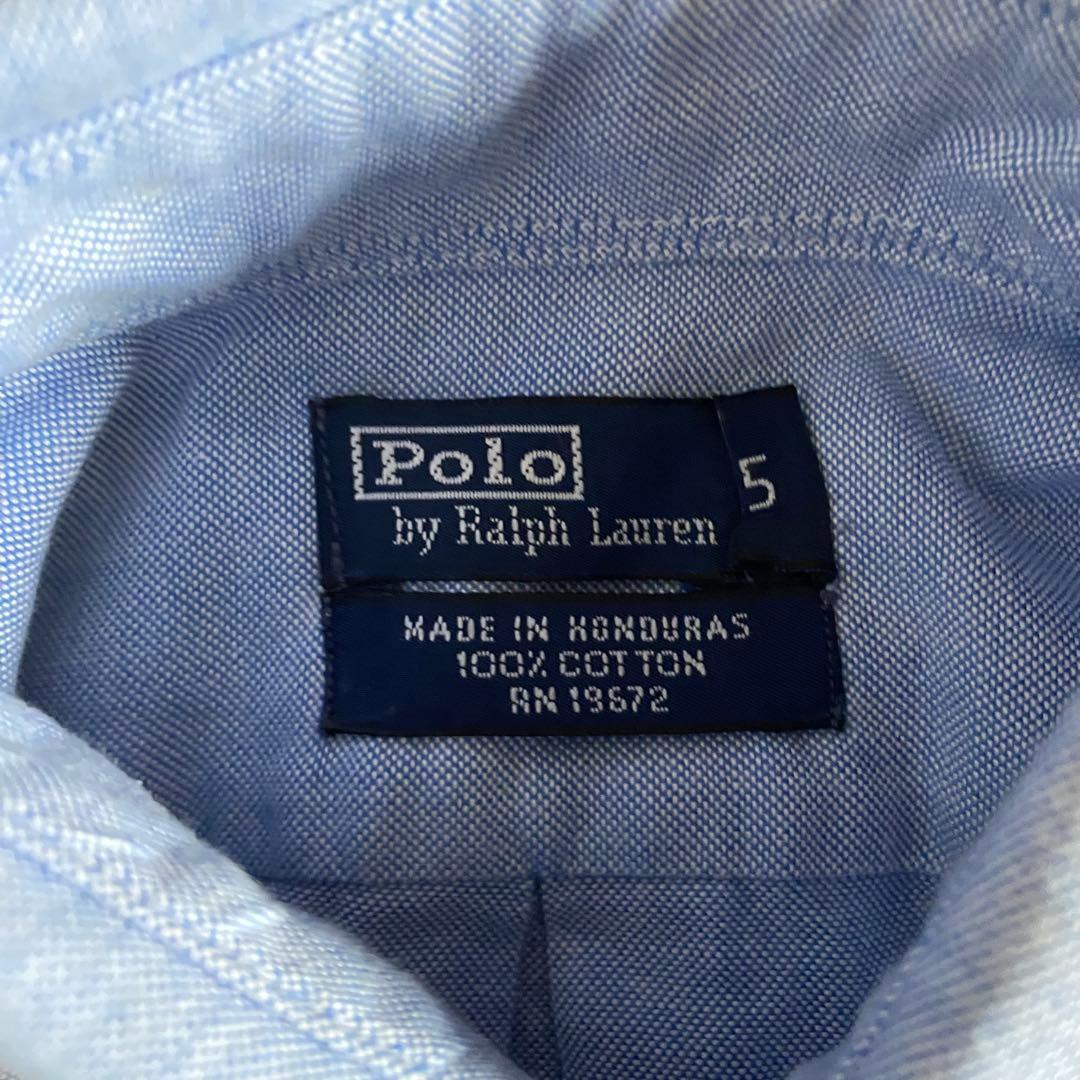 Polo
by Ralph Lauren
5
MADE IN HONDURAS
100% COTTON
RN 19672